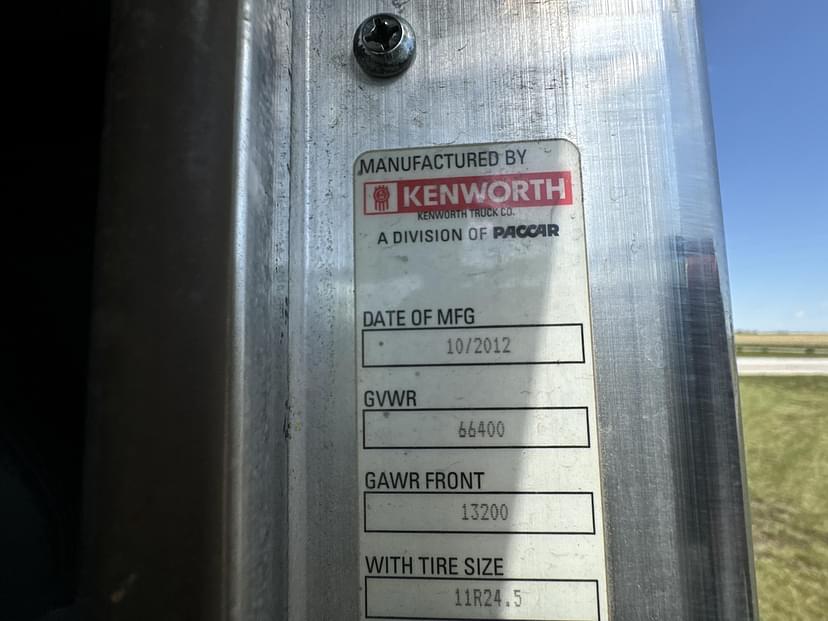 MANUFACTURED BY
KENWORTH
KENWORTH TRUCK CO.
A DIVISION OF PACCAR
DATE OF MFG
10/2012
GVWR
66400
GAWR FRONT
13200
WITH TIRE SIZE
11R24.5